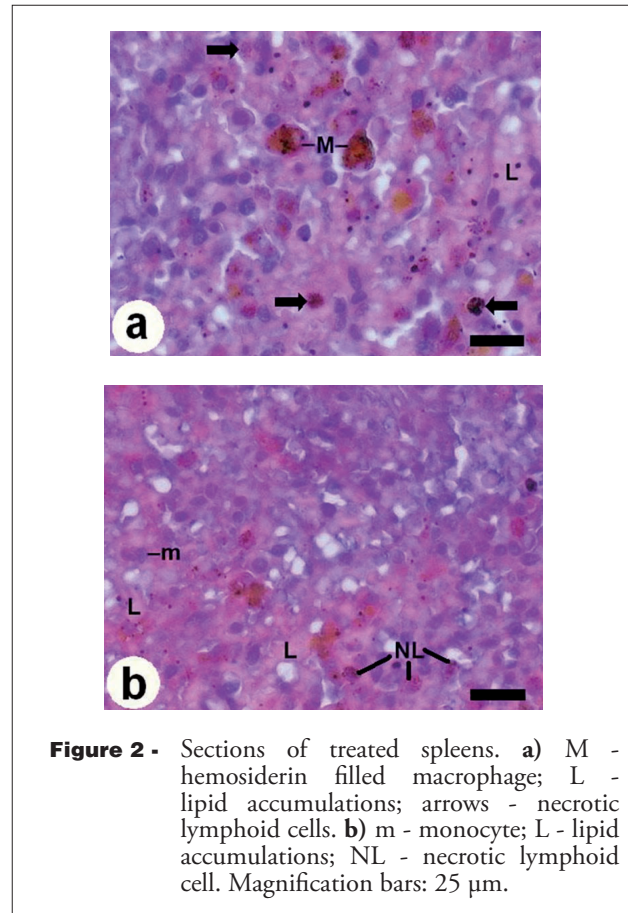 M
L
a
m
L
L
NL
b
Figure 2 - Sections of treated spleens. a) M -
hemosiderin filled macrophage; L -
lipid accumulations; arrows - necrotic
lymphoid cells. b) m - monocyte; L - lipid
accumulations; NL - necrotic lymphoid
cell. Magnification bars: 25 µm.